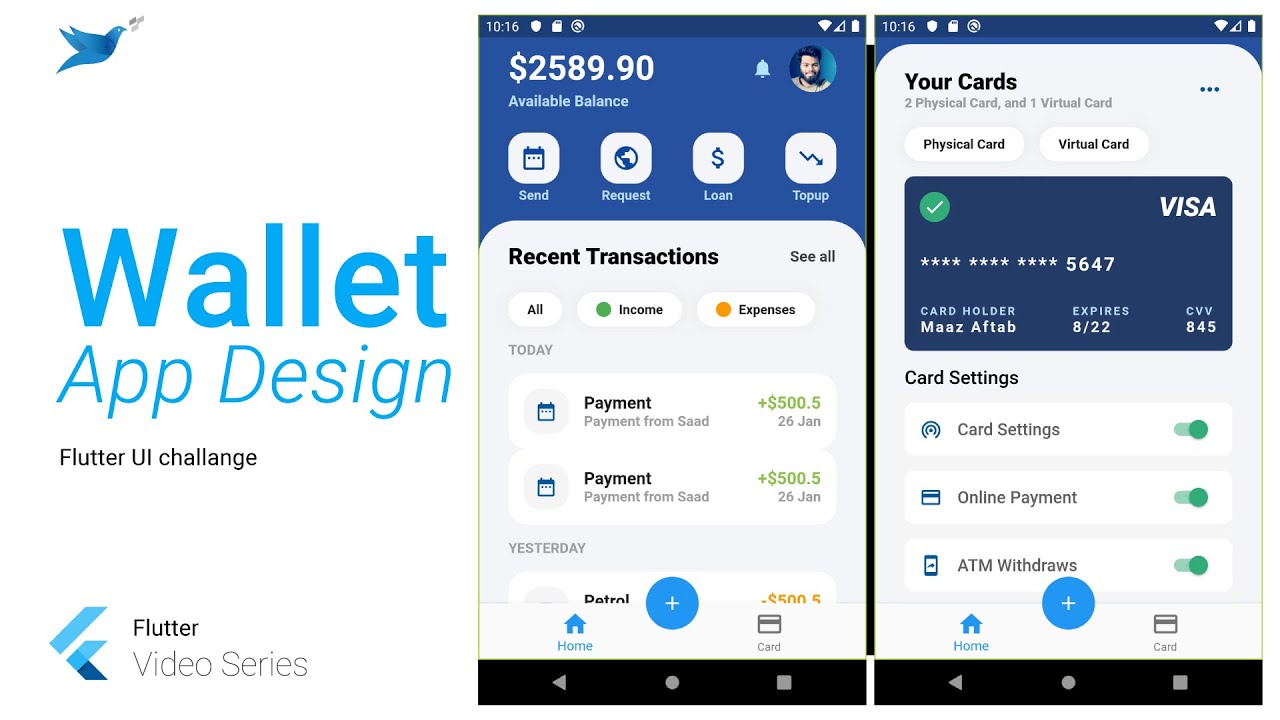 Wallet
App Design
Flutter UI challange
Flutter
Video Series
10:16
$2589.90
Available Balance
Send Request Loan Topup
Recent Transactions See all
All Income Expenses
TODAY
Payment +$500.5
Payment from Saad 26 Jan
Payment +$500.5
Payment from Saad 26 Jan
YESTERDAY
Petrol -$500.5
+
Home Card
10:16
Your Cards
2 Physical Card, and 1 Virtual Card
Physical Card Virtual Card
VISA
**** **** **** 5647
CARD HOLDER EXPIRES CVV
Maaz Aftab 8/22 845
Card Settings
Card Settings
Online Payment
ATM Withdraws
+
Home Card